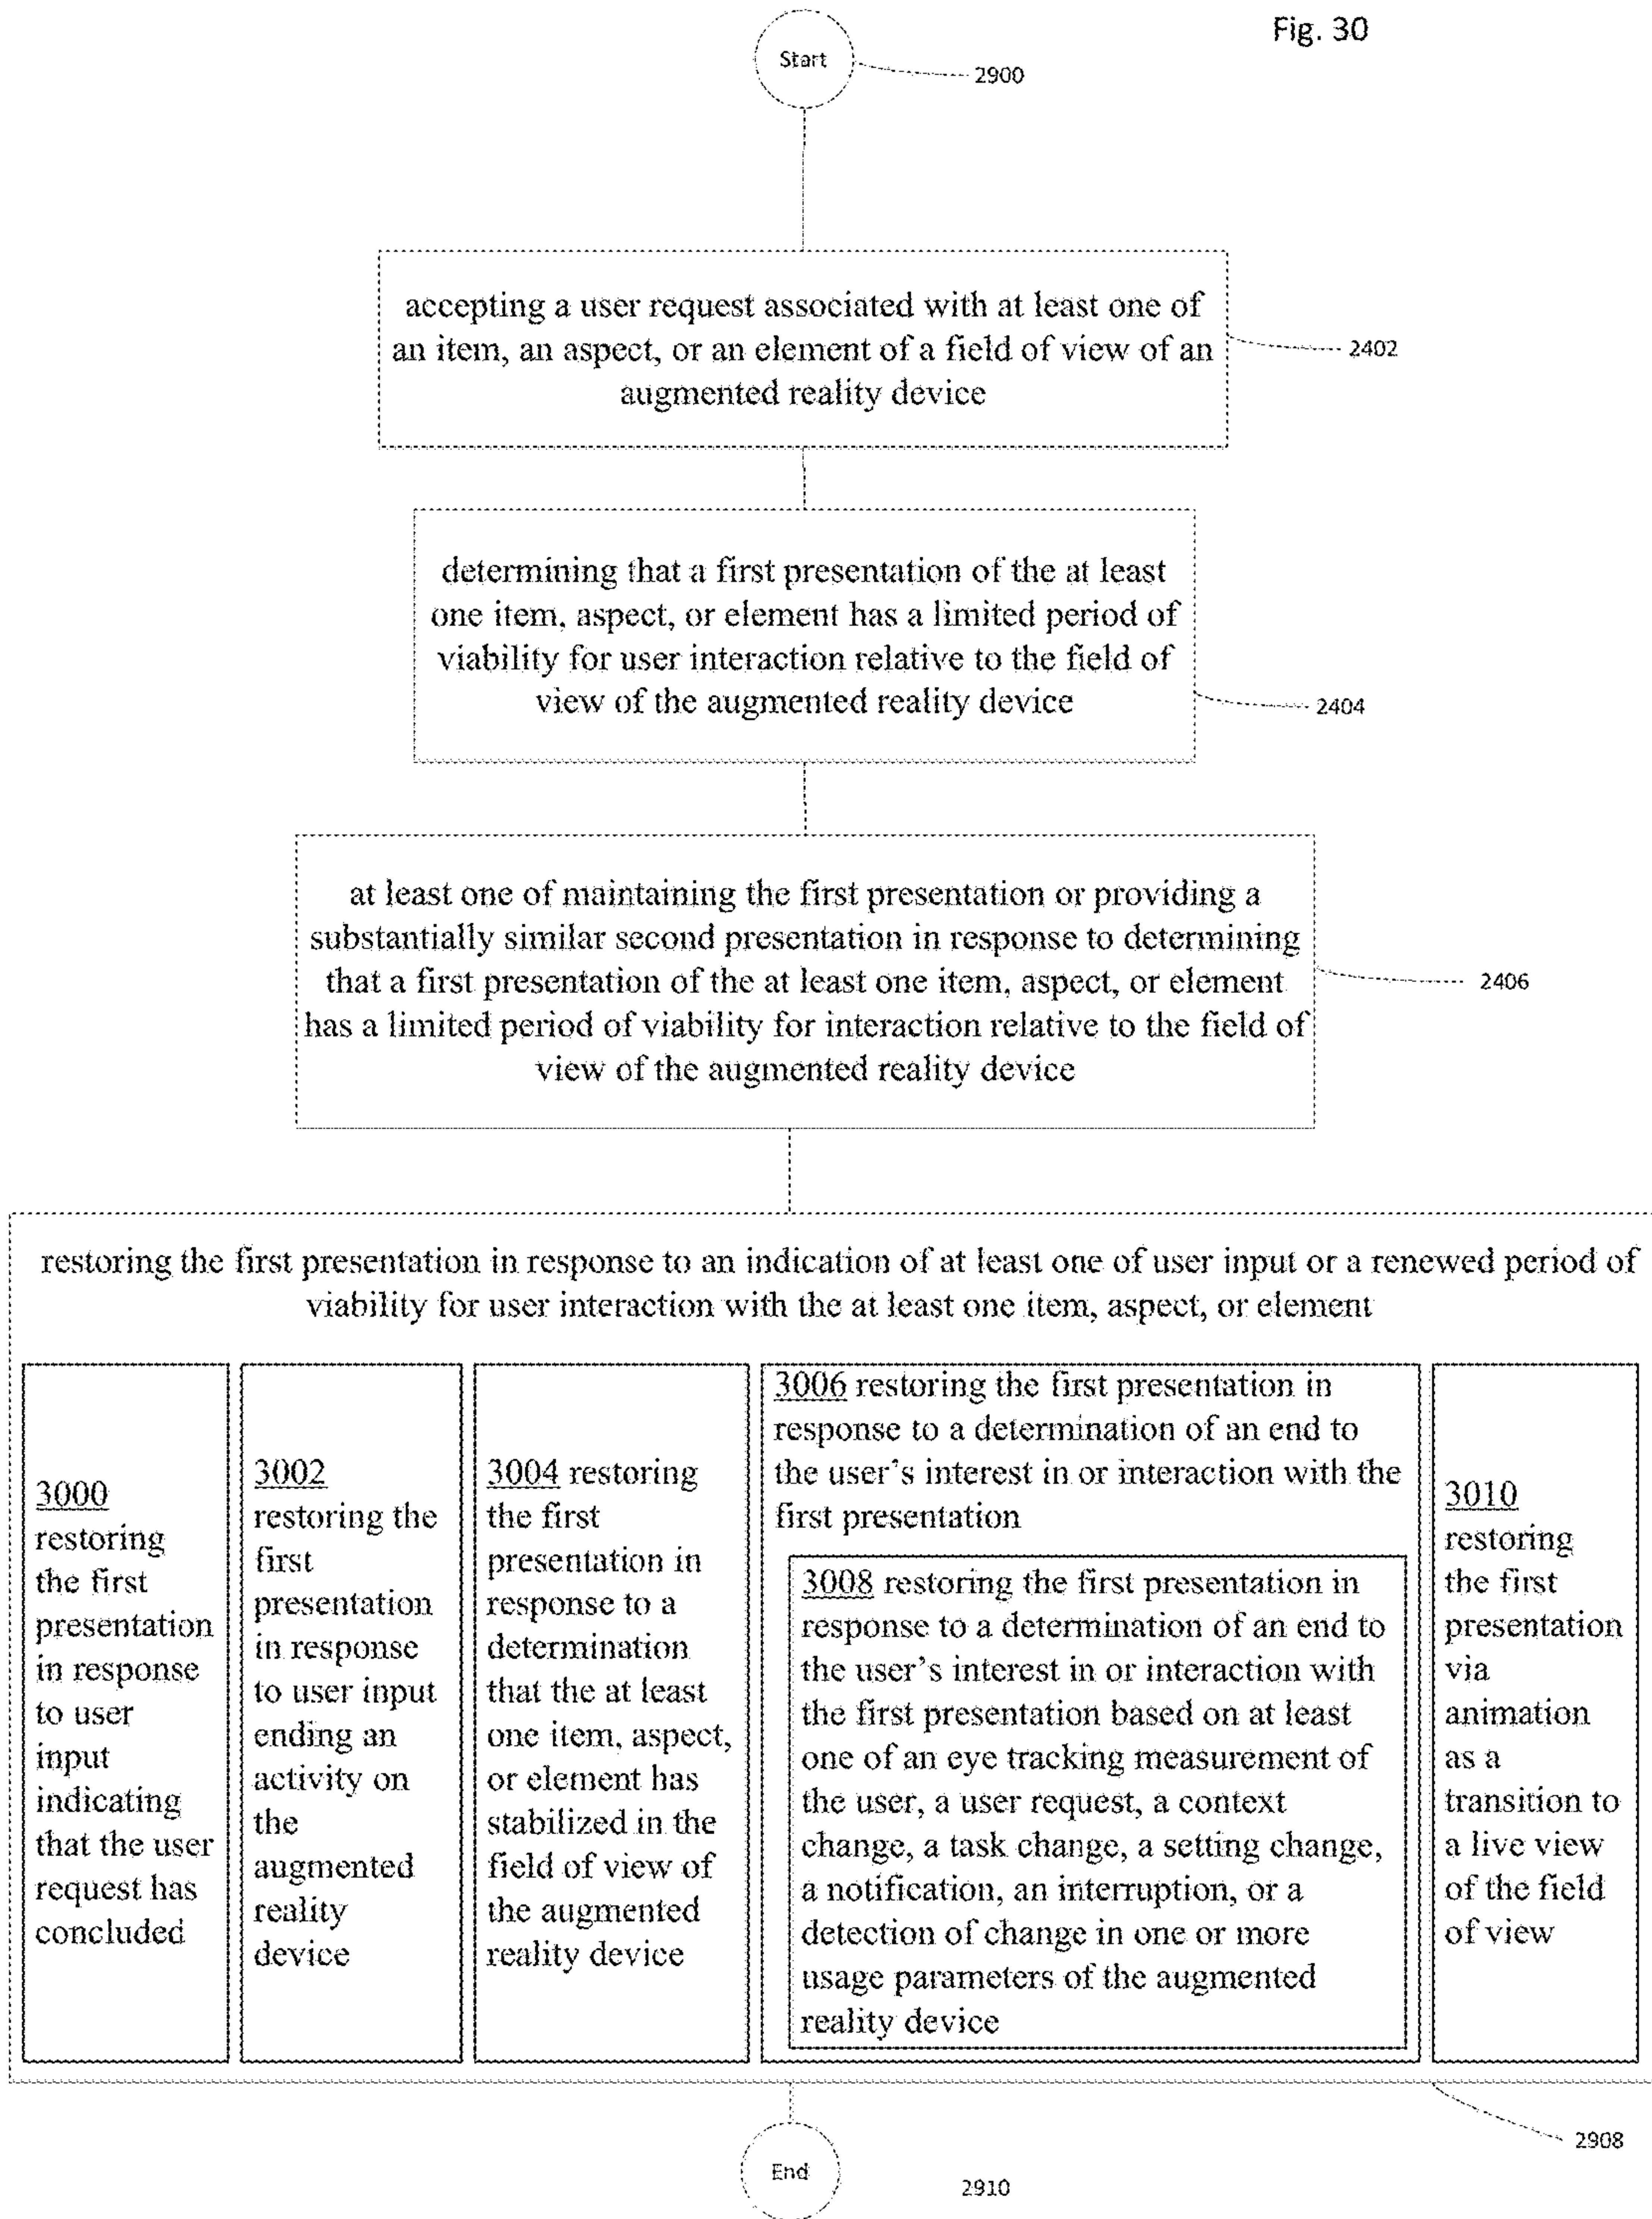 Fig. 30
Start
2900
accepting a user request associated with at least one of
an item, an aspect, or an element of a field of view of an
augmented reality device
2402
determining that a first presentation of the at least
one item, aspect, or element has a limited period of
viability for user interaction relative to the field of
view of the augmented reality device
2404
at least one of maintaining the first presentation or providing a
substantially similar second presentation in response to determining
that a first presentation of the at least one item, aspect, or element
has a limited period of viability for interaction relative to the field of
view of the augmented reality device
2406
restoring the first presentation in response to an indication of at least one of user input or a renewed period of
viability for user interaction with the at least one item, aspect, or element
3000
restoring
the first
presentation
in response
to user
input
indicating
that the user
request has
concluded
3002
restoring the
first
presentation
in response
to user input
ending an
activity on
the
augmented
reality
device
3004 restoring
the first
presentation in
response to a
determination
that the at least
one item, aspect,
or element has
stabilized in the
field of view of
the augmented
reality device
3006 restoring the first presentation in
response to a determination of an end to
the user's interest in or interaction with the
first presentation
3008 restoring the first presentation in
response to a determination of an end to
the user's interest in or interaction with
the first presentation based on at least
one of an eye tracking measurement of
the user, a user request, a context
change, a task change, a setting change,
a notification, an interruption, or a
detection of change in one or more
usage parameters of the augmented
reality device
3010
restoring
the first
presentation
via
animation
as a
transition to
a live view
of the field
of view
2908
End
2910